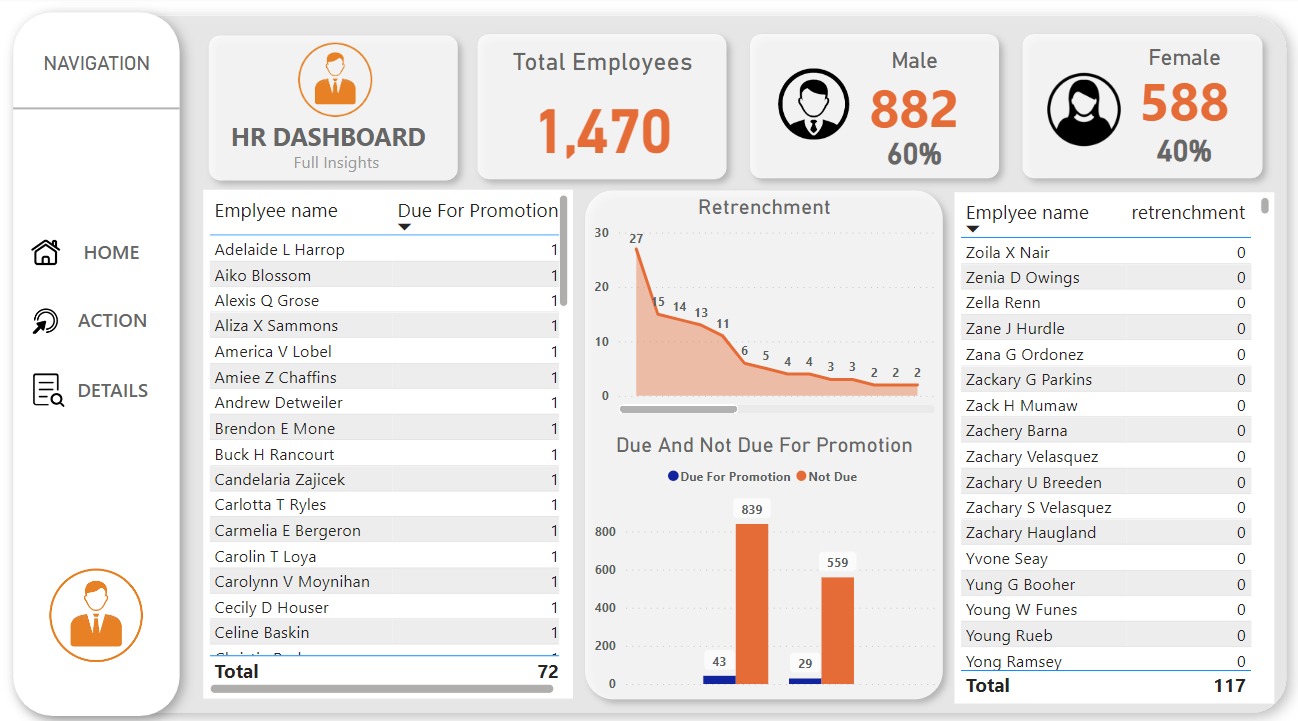 NAVIGATION
HOME
ACTION
DETAILS
HR DASHBOARD
Full Insights
Total Employees
1,470
Male
882
60%
Female
588
40%
Emplyee name Due For Promotion
Adelaide L Harrop 1
Aiko Blossom 1
Alexis Q Grose 1
Aliza X Sammons 1
America V Lobel 1
Amiee Z Chaffins 1
Andrew Detweiler 1
Brendon E Mone 1
Buck H Rancourt 1
Candelaria Zajicek 1
Carlotta T Ryles 1
Carmelia E Bergeron 1
Carolin T Loya 1
Carolynn V Moynihan 1
Cecily D Houser 1
Celine Baskin 1
Total 72
Retrenchment
30
20
10
0
27 15 14 13 11 6 5 4 4 3 3 2 2 2
Due And Not Due For Promotion
Due For Promotion Not Due
800
600
400
200
0
43 839 29 559
Emplyee name retrenchment
Zoila X Nair 0
Zenia D Owings 0
Zella Renn 0
Zane J Hurdle 0
Zana G Ordonez 0
Zackary G Parkins 0
Zack H Mumaw 0
Zachery Barna 0
Zachary Velasquez 0
Zachary U Breeden 0
Zachary S Velasquez 0
Zachary Haugland 0
Yvone Seay 0
Yung G Booher 0
Young W Funes 0
Young Rueb 0
Yong Ramsey 0
Total 117